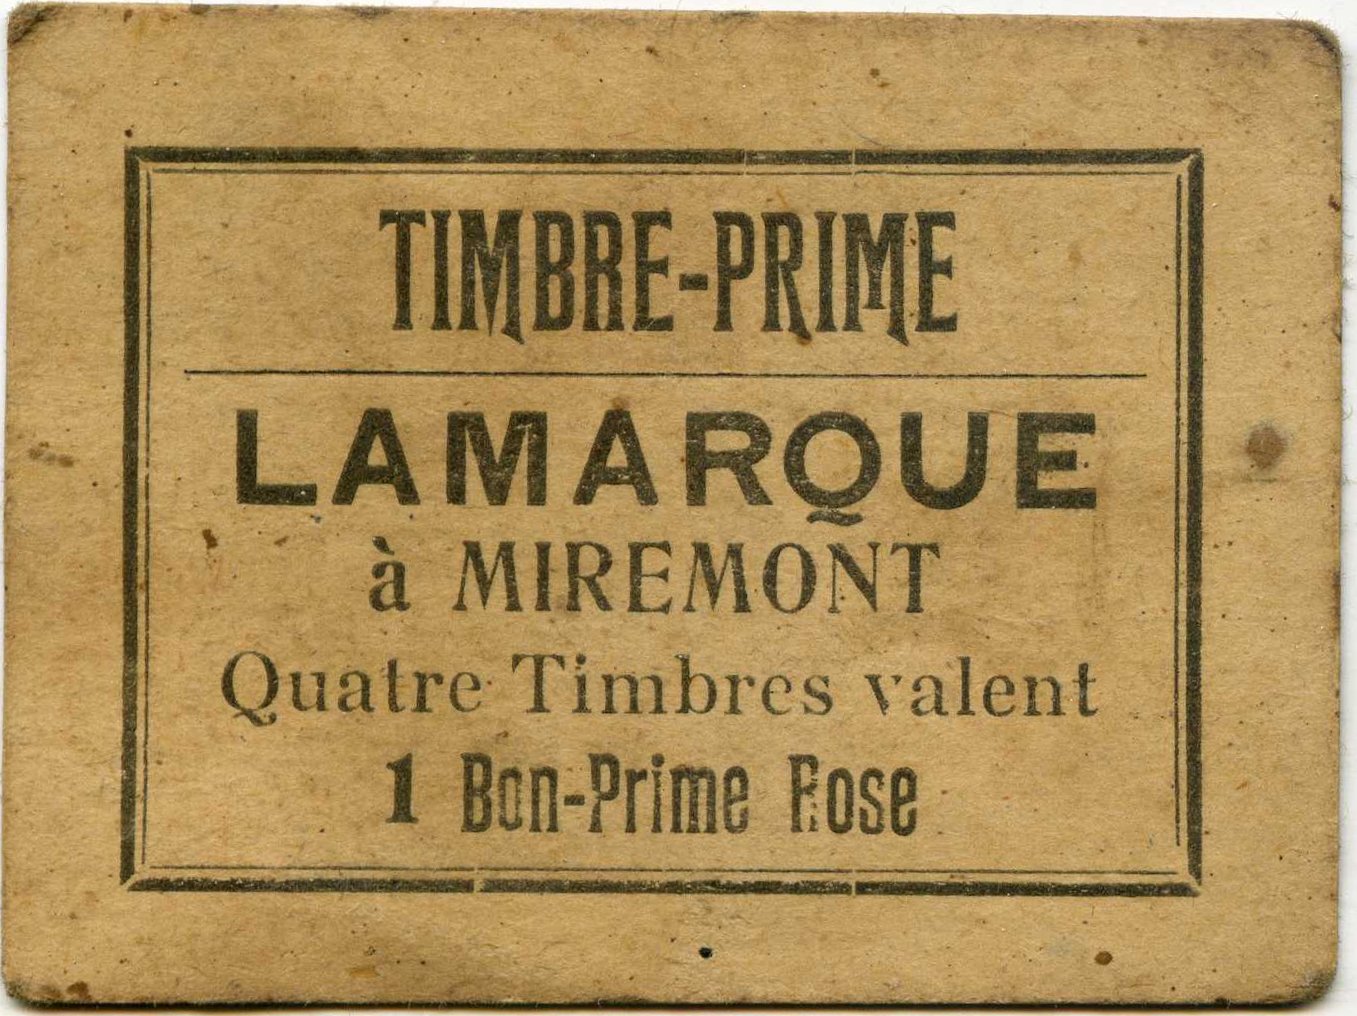 TIMBRE-PRIME
LAMARQUE
à MIREMONT
Quatre Timbres valent
1 Bon-Prime Rose